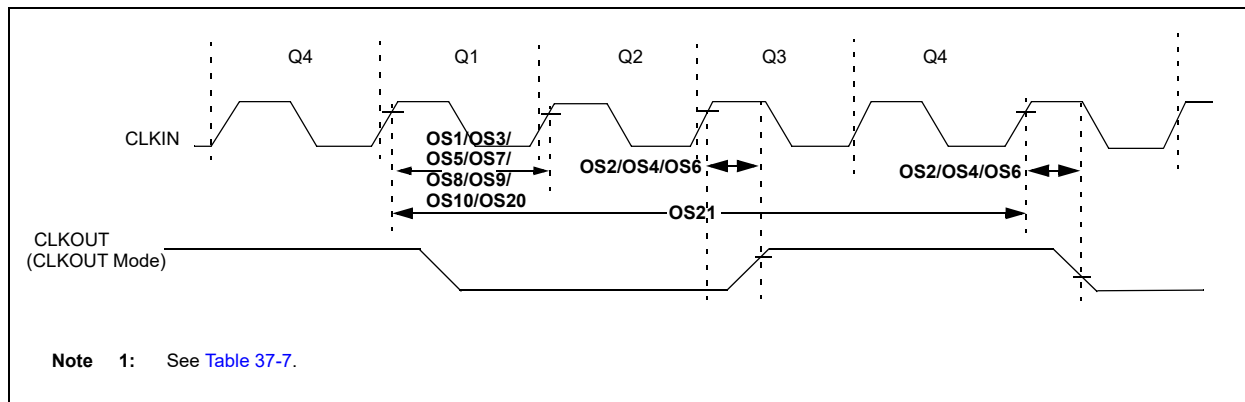 Q4 Q1 Q2 Q3 Q4
CLKIN
OS1/OS3/
OS5/OS7/
OS8/OS9/
OS10/OS20
OS2/OS4/OS6
OS2/OS4/OS6
OS21
CLKOUT
(CLKOUT Mode)
Note 1: See Table 37-7.